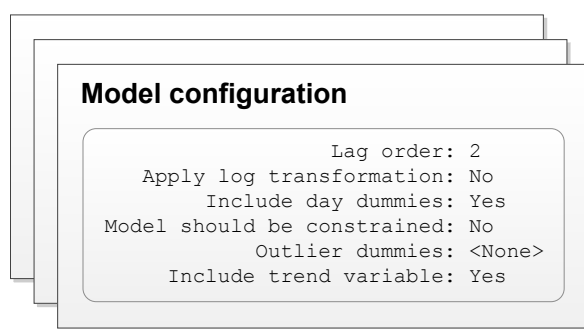 Model configuration
Lag order: 2
Apply log transformation: No
Include day dummies: Yes
Model should be constrained: No
Outlier dummies: <None>
Include trend variable: Yes